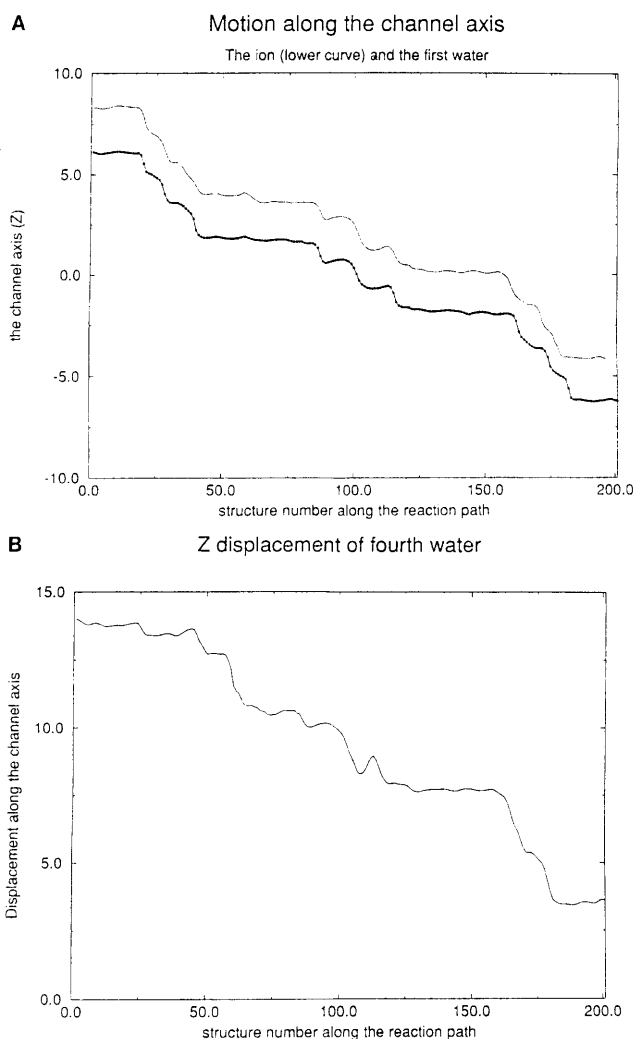 A
Motion along the channel axis
The ion (lower curve) and the first water
10.0
5.0
0.0
-5.0
-10.0
the channel axis (Z)
0.0 50.0 100.0 150.0 200.0
structure number along the reaction path
B
Z displacement of fourth water
15.0
10.0
5.0
0.0
Displacement along the channel axis
0.0 50.0 100.0 150.0 200.0
structure number along the reaction path